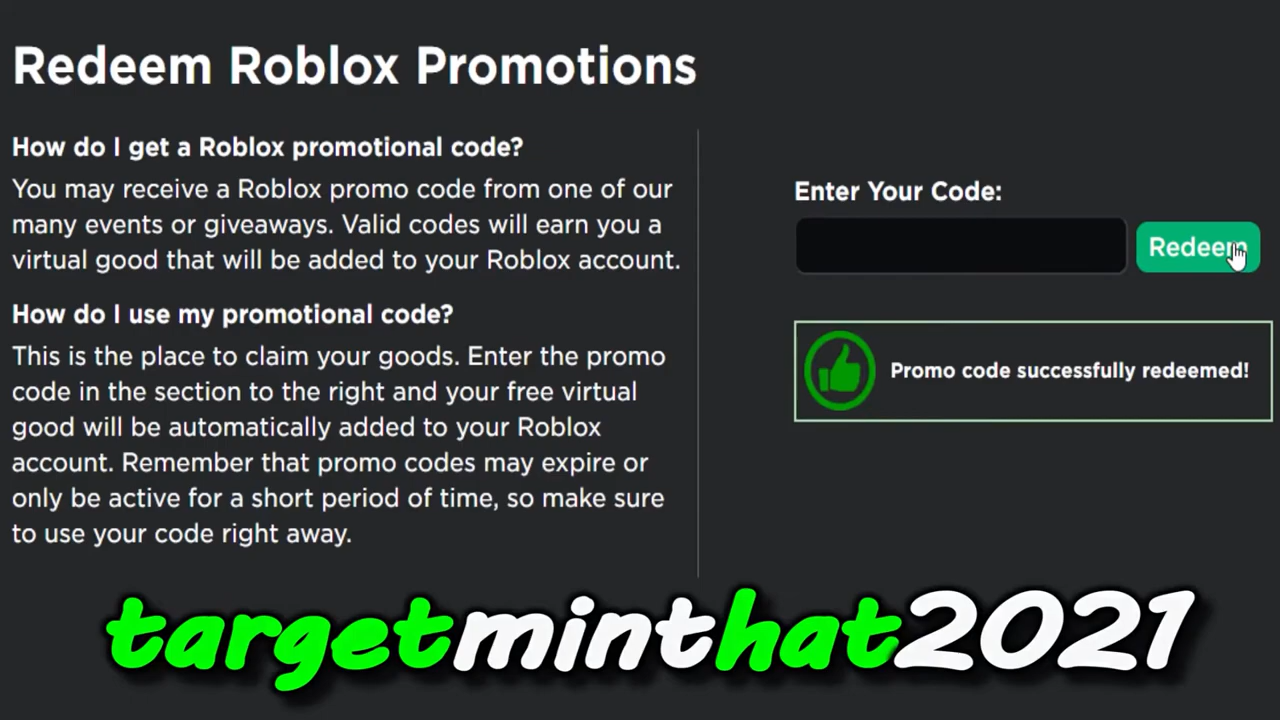 Redeem Roblox Promotions
How do I get a Roblox promotional code?
You may receive a Roblox promo code from one of our
many events or giveaways. Valid codes will earn you a
virtual good that will be added to your Roblox account.
How do I use my promotional code?
This is the place to claim your goods. Enter the promo
code in the section to the right and your free virtual
good will be automatically added to your Roblox
account. Remember that promo codes may expire or
only be active for a short period of time, so make sure
to use your code right away.
Enter Your Code:
Redeem
Promo code successfully redeemed!
targetminthat2021